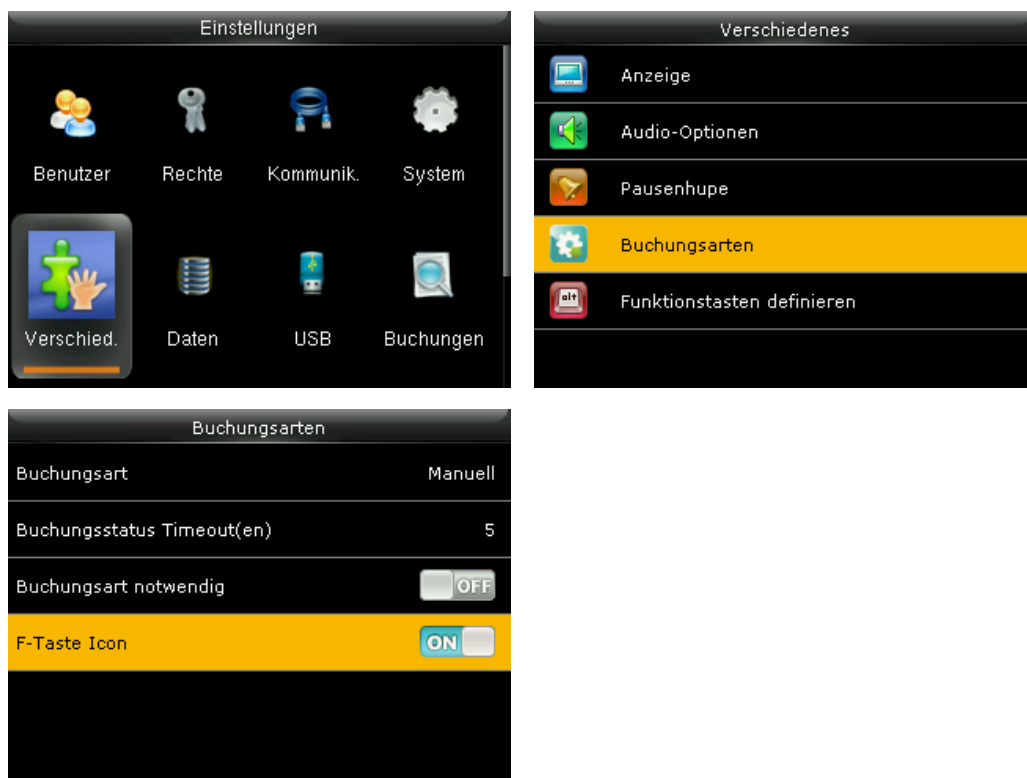 Einstellungen
Benutzer
Rechte
Kommunik.
System
Verschied.
Daten
USB
Buchungen
Verschiedenes
Anzeige
Audio-Optionen
Pausenhupe
Buchungsarten
alt
Funktionstasten definieren
Buchungsarten
Buchungsart Manuell
Buchungsstatus Timeout(en) 5
Buchungsart notwendig OFF
F-Taste Icon ON